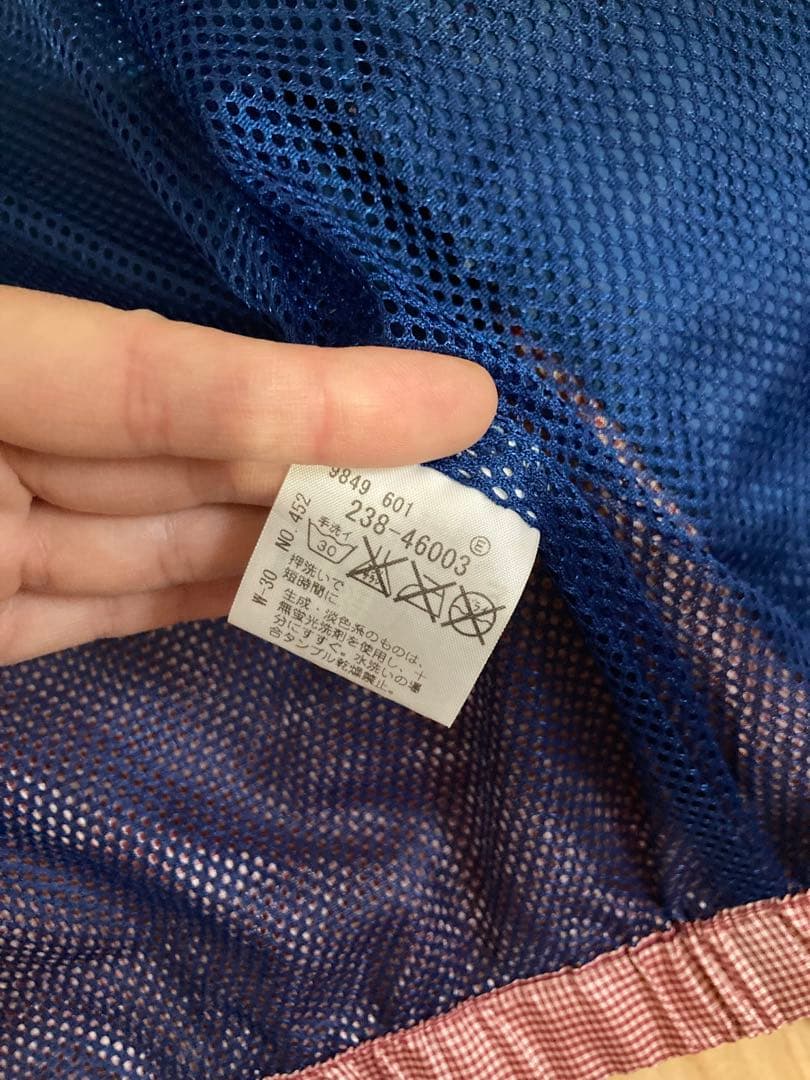 9849 601
238-46003 Ⓔ
手洗イ
30
押洗いで
短時間に
生成・淡色系のものは、
無蛍光洗剤を使用し、十
分にすすぐ。水洗いの場
合タンブル乾燥禁止。
W-30 NO. 452